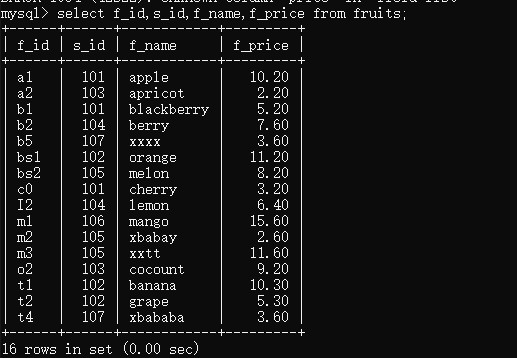 mysql> select f_id,s_id,f_name,f_price from fruits;
+------+------+------------+---------+
| f_id | s_id | f_name     | f_price |
+------+------+------------+---------+
| a1   |  101 | apple      |   10.20 |
| a2   |  103 | apricot    |    2.20 |
| b1   |  101 | blackberry |    5.20 |
| b2   |  104 | berry      |    7.60 |
| b5   |  107 | xxxx       |    3.60 |
| bs1  |  102 | orange     |   11.20 |
| bs2  |  105 | melon      |    8.20 |
| c0   |  101 | cherry     |    3.20 |
| I2   |  104 | lemon      |    6.40 |
| m1   |  106 | mango      |   15.60 |
| m2   |  105 | xbabay     |    2.60 |
| m3   |  105 | xxtt       |   11.60 |
| o2   |  103 | cocount    |    9.20 |
| t1   |  102 | banana     |   10.30 |
| t2   |  102 | grape      |    5.30 |
| t4   |  107 | xbababa    |    3.60 |
+------+------+------------+---------+
16 rows in set (0.00 sec)